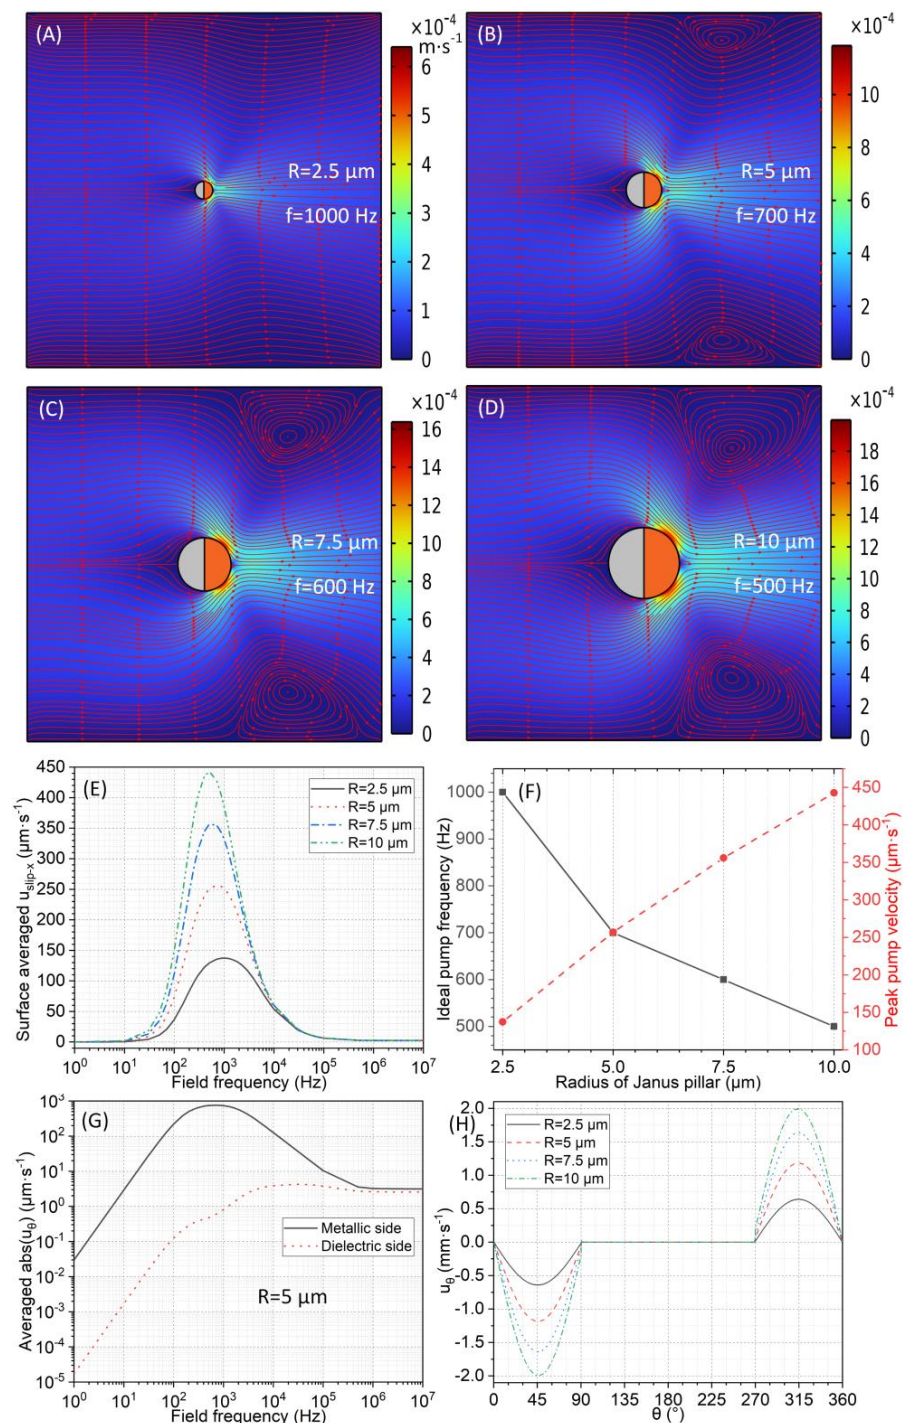 (A)
×10⁻⁴
m·s⁻¹
6
5
4
3
2
1
0
R=2.5 μm
f=1000 Hz
(B)
×10⁻⁴
10
8
6
4
2
0
R=5 μm
f=700 Hz
(C)
×10⁻⁴
16
14
12
10
8
6
4
2
0
R=7.5 μm
f=600 Hz
(D)
×10⁻⁴
18
16
14
12
10
8
6
4
2
0
R=10 μm
f=500 Hz
(E)
Surface averaged u_slip-x (μm·s⁻¹)
450
400
350
300
250
200
150
100
50
0
R=2.5 μm
R=5 μm
R=7.5 μm
R=10 μm
10⁰ 10¹ 10² 10³ 10⁴ 10⁵ 10⁶ 10⁷
Field frequency (Hz)
(F)
Ideal pump frequency (Hz)
1000
900
800
700
600
500
Peak pump velocity (μm·s⁻¹)
450
400
350
300
250
200
150
100
2.5 5.0 7.5 10.0
Radius of Janus pillar (μm)
(G)
Averaged abs(u_θ) (μm·s⁻¹)
10³
10²
10¹
10⁰
10⁻¹
10⁻²
10⁻³
10⁻⁴
10⁻⁵
Metallic side
Dielectric side
R=5 μm
10⁰ 10¹ 10² 10³ 10⁴ 10⁵ 10⁶ 10⁷
Field frequency (Hz)
(H)
u_θ (mm·s⁻¹)
2.0
1.5
1.0
0.5
0.0
-0.5
-1.0
-1.5
-2.0
R=2.5 μm
R=5 μm
R=7.5 μm
R=10 μm
0 45 90 135 180 225 270 315 360
θ (°)